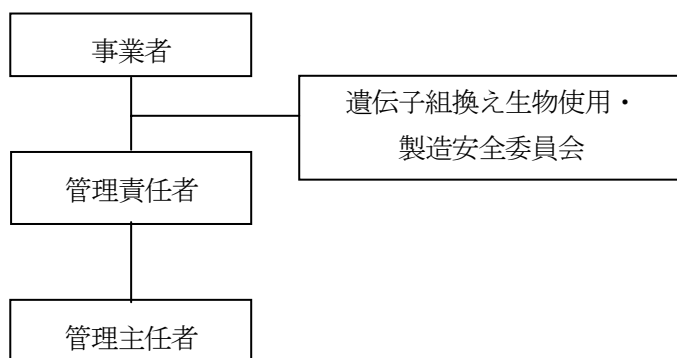 事業者
遺伝子組換え生物使用・
製造安全委員会
管理責任者
管理主任者